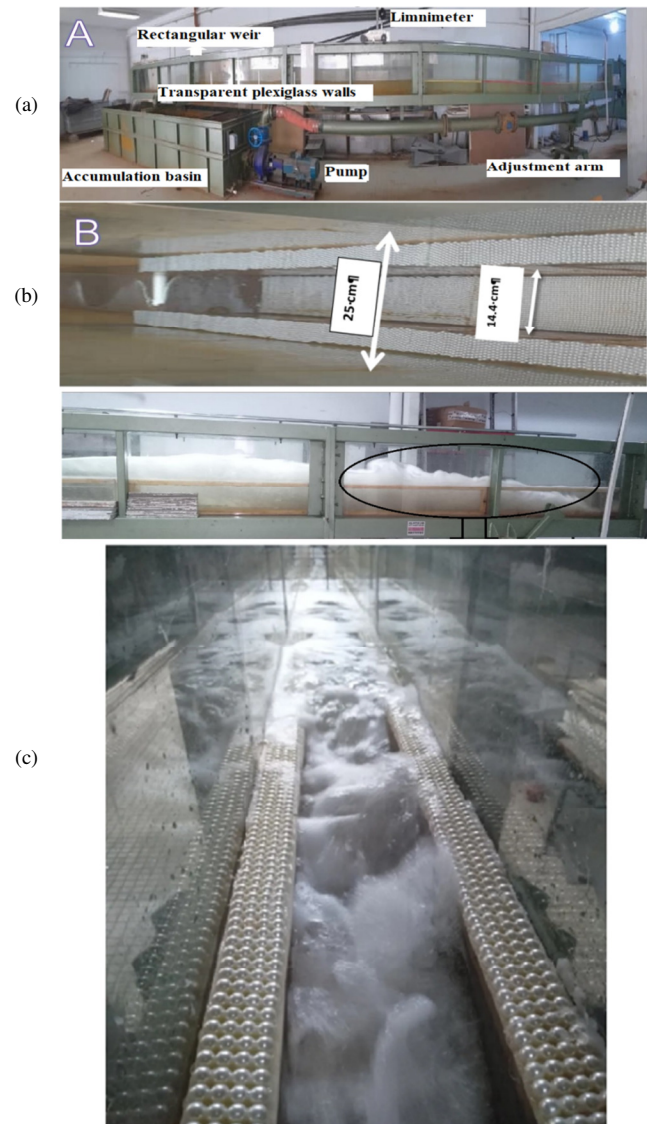 A
Limnimeter
Rectangular weir
(a)
Transparent plexiglass walls
Accumulation basin
Pump
Adjustment arm
B
(b)
25·cm¶
14.4·cm¶
(c)